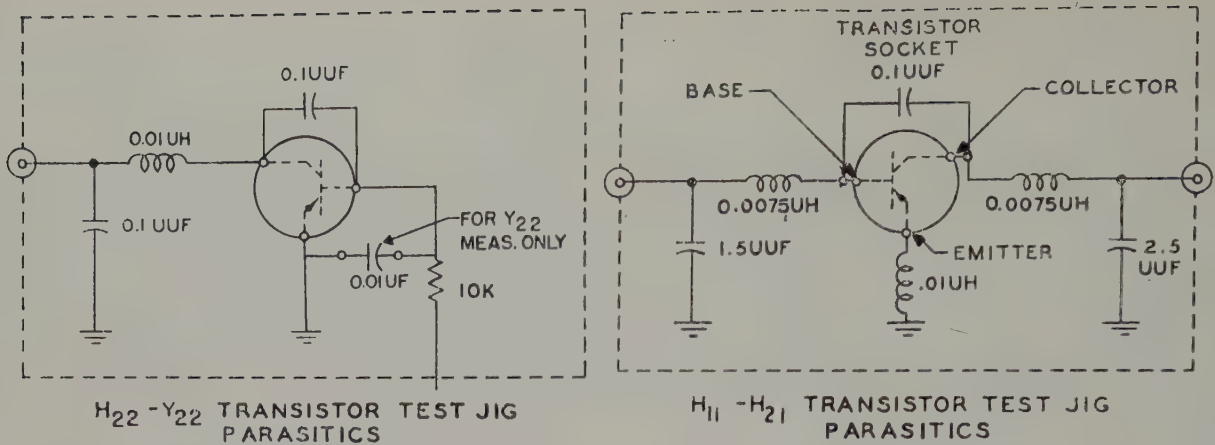 0.1UUF
0.01UH
0.1 UUF
FOR Y22
MEAS. ONLY
0.01UF
10K
H22 -Y22 TRANSISTOR TEST JIG
PARASITICS
TRANSISTOR
SOCKET
0.1UUF
BASE
COLLECTOR
0.0075UH
0.0075UH
1.5UUF
EMITTER
2.5
UUF
.01UH
H11 -H21 TRANSISTOR TEST JIG
PARASITICS